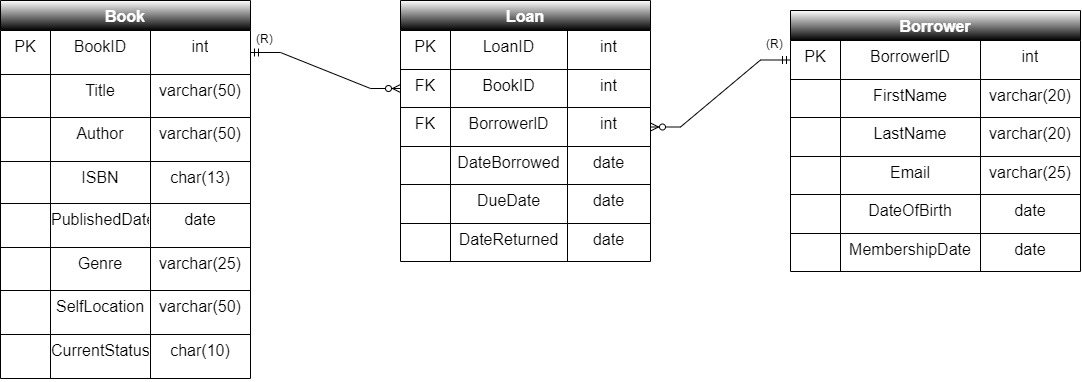 Book
PK BookID int
Title varchar(50)
Author varchar(50)
ISBN char(13)
PublishedDate date
Genre varchar(25)
SelfLocation varchar(50)
CurrentStatus char(10)
(R)
Loan
PK LoanID int
FK BookID int
FK BorrowerID int
DateBorrowed date
DueDate date
DateReturned date
(R)
Borrower
PK BorrowerID int
FirstName varchar(20)
LastName varchar(20)
Email varchar(25)
DateOfBirth date
MembershipDate date